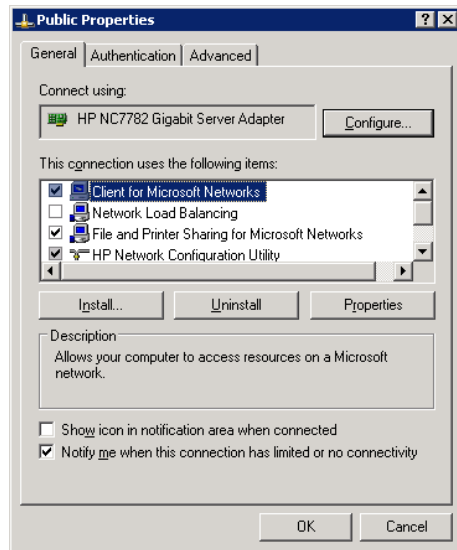 Public Properties
General Authentication Advanced
Connect using:
HP NC7782 Gigabit Server Adapter Configure...
This connection uses the following items:
Client for Microsoft Networks
Network Load Balancing
File and Printer Sharing for Microsoft Networks
HP Network Configuration Utility
Install... Uninstall Properties
Description
Allows your computer to access resources on a Microsoft
network.
Show icon in notification area when connected
Notify me when this connection has limited or no connectivity
OK Cancel